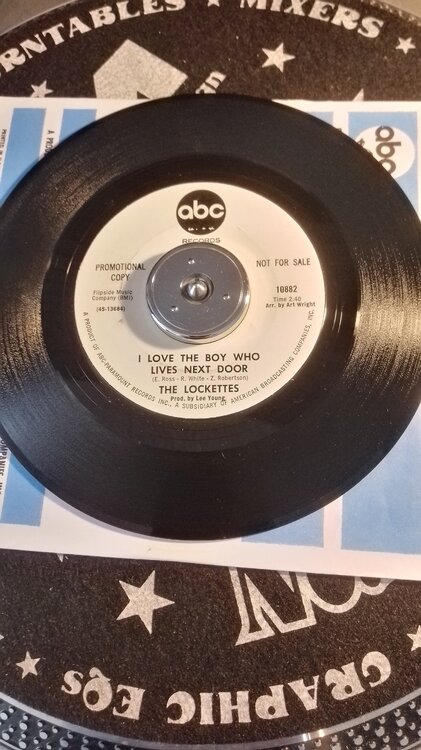 TURNTABLES ★ MIXERS ★
abc
abc
RECORDS
PROMOTIONAL
COPY
NOT FOR SALE
Flipside Music
Company (BMI)
(45-13684)
10882
Time 2:40
Arr. by Art Wright
I LOVE THE BOY WHO
LIVES NEXT DOOR
(E. Ross - R. White - Z. Robertson)
THE LOCKETTES
Prod. by Lee Young
A PRODUCT OF ABC-PARAMOUNT RECORDS INC., A SUBSIDIARY OF AMERICAN BROADCASTING COMPANIES, INC.
GRAPHIC EQs